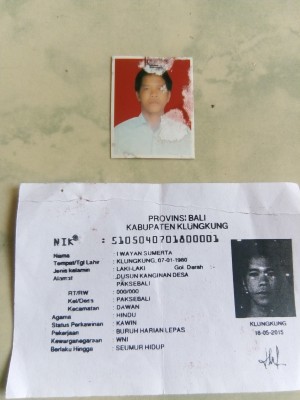 PROVINSI BALI
KABUPATEN KLUNGKUNG
NIK : 5105040701800001
Nama : I WAYAN SUMERTA
Tempat/Tgl Lahir : KLUNGKUNG, 07-01-1980
Jenis kelamin : LAKI-LAKI Gol. Darah :-
Alamat : DUSUN KANGINAN DESA
PAKSEBALI
RT/RW : 000/000
Kel/Desa : PAKSEBALI
Kecamatan : DAWAN
Agama : HINDU
Status Perkawinan : KAWIN
Pekerjaan : BURUH HARIAN LEPAS
Kewarganegaraan : WNI
Berlaku Hingga : SEUMUR HIDUP
KLUNGKUNG
16-05-2015